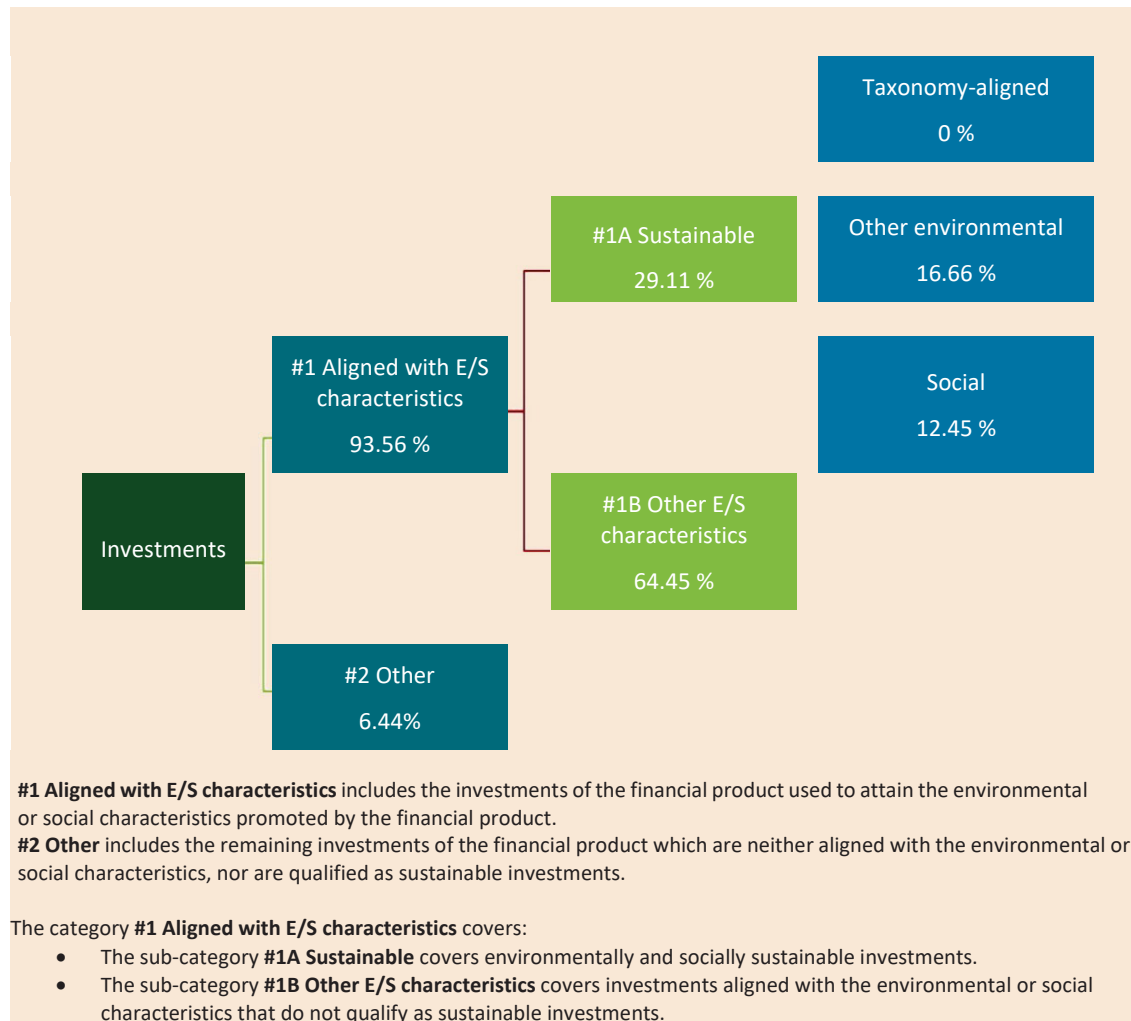 Taxonomy-aligned
0 %
#1A Sustainable
29.11 %
Other environmental
16.66 %
#1 Aligned with E/S
characteristics
93.56 %
Social
12.45 %
Investments
#1B Other E/S
characteristics
64.45 %
#2 Other
6.44%
#1 Aligned with E/S characteristics includes the investments of the financial product used to attain the environmental
or social characteristics promoted by the financial product.
#2 Other includes the remaining investments of the financial product which are neither aligned with the environmental or
social characteristics, nor are qualified as sustainable investments.
The category #1 Aligned with E/S characteristics covers:
• The sub-category #1A Sustainable covers environmentally and socially sustainable investments.
• The sub-category #1B Other E/S characteristics covers investments aligned with the environmental or social
characteristics that do not qualify as sustainable investments.